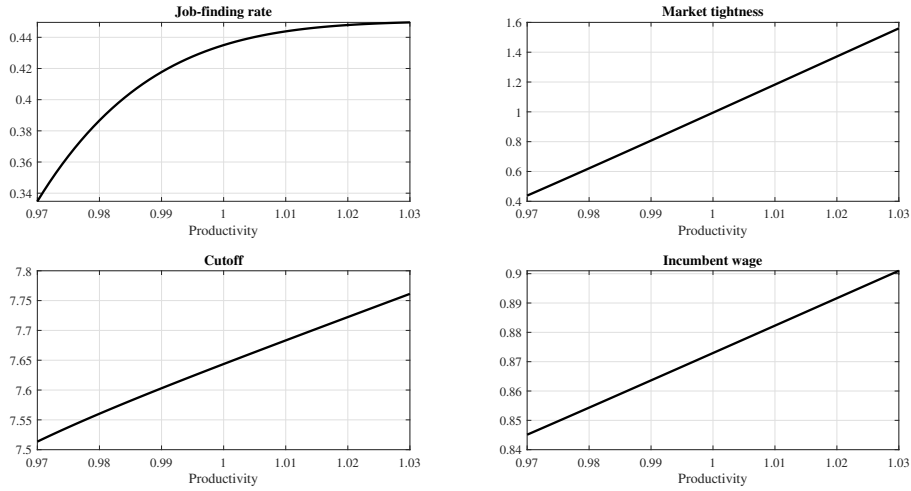 Job-finding rate
0.44
0.42
0.4
0.38
0.36
0.34
0.97 0.98 0.99 1 1.01 1.02 1.03
Productivity
Market tightness
1.6
1.4
1.2
1
0.8
0.6
0.4
0.97 0.98 0.99 1 1.01 1.02 1.03
Productivity
Cutoff
7.8
7.75
7.7
7.65
7.6
7.55
7.5
0.97 0.98 0.99 1 1.01 1.02 1.03
Productivity
Incumbent wage
0.9
0.89
0.88
0.87
0.86
0.85
0.84
0.97 0.98 0.99 1 1.01 1.02 1.03
Productivity